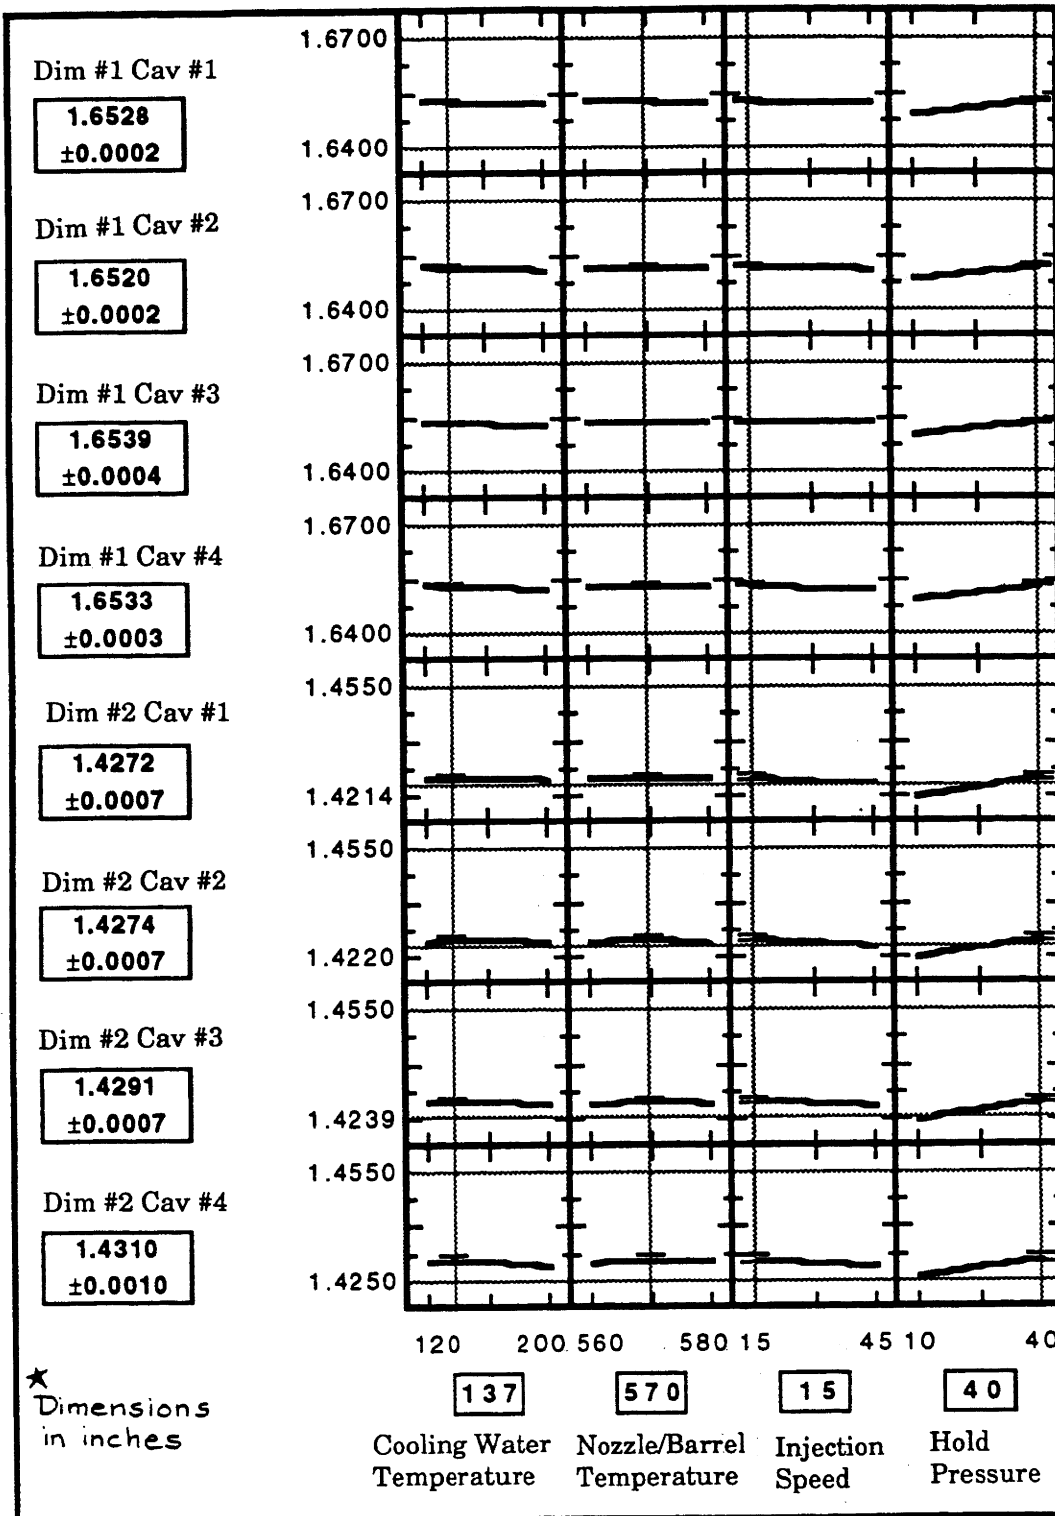 1.6700
Dim #1 Cav #1
1.6528
±0.0002
1.6400
1.6700
Dim #1 Cav #2
1.6520
±0.0002
1.6400
1.6700
Dim #1 Cav #3
1.6539
±0.0004
1.6400
1.6700
Dim #1 Cav #4
1.6533
±0.0003
1.6400
1.4550
Dim #2 Cav #1
1.4272
±0.0007
1.4214
1.4550
Dim #2 Cav #2
1.4274
±0.0007
1.4220
1.4550
Dim #2 Cav #3
1.4291
±0.0007
1.4239
1.4550
Dim #2 Cav #4
1.4310
±0.0010
1.4250
120 200 560 580 15 45 10 40
137 570 15 40
★
Dimensions
in inches
Cooling Water Temperature
Nozzle/Barrel Temperature
Injection Speed
Hold Pressure